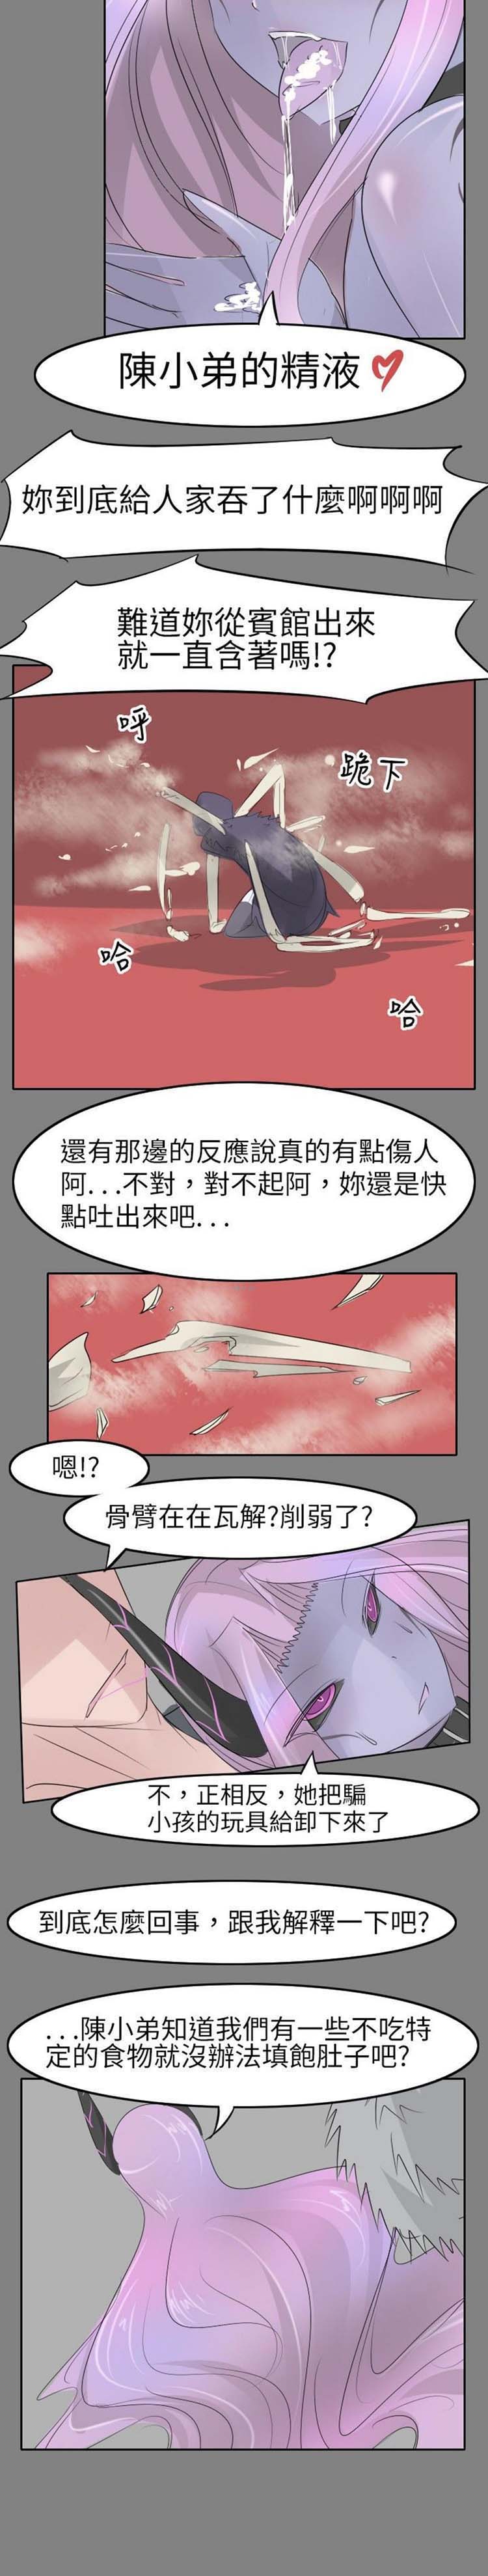 陳小弟的精液
妳到底給人家吞了什麼啊啊啊
難道妳從賓館出來
就一直含著嗎!?
呼
跪下
哈
哈
還有那邊的反應說真的有點傷人
阿...不對，對不起阿，妳還是快
點吐出來吧...
嗯!?
骨臂在在瓦解?削弱了?
不，正相反，她把騙
小孩的玩具給卸下來了
到底怎麼回事，跟我解釋一下吧?
...陳小弟知道我們有一些不吃特
定的食物就沒辦法填飽肚子吧?